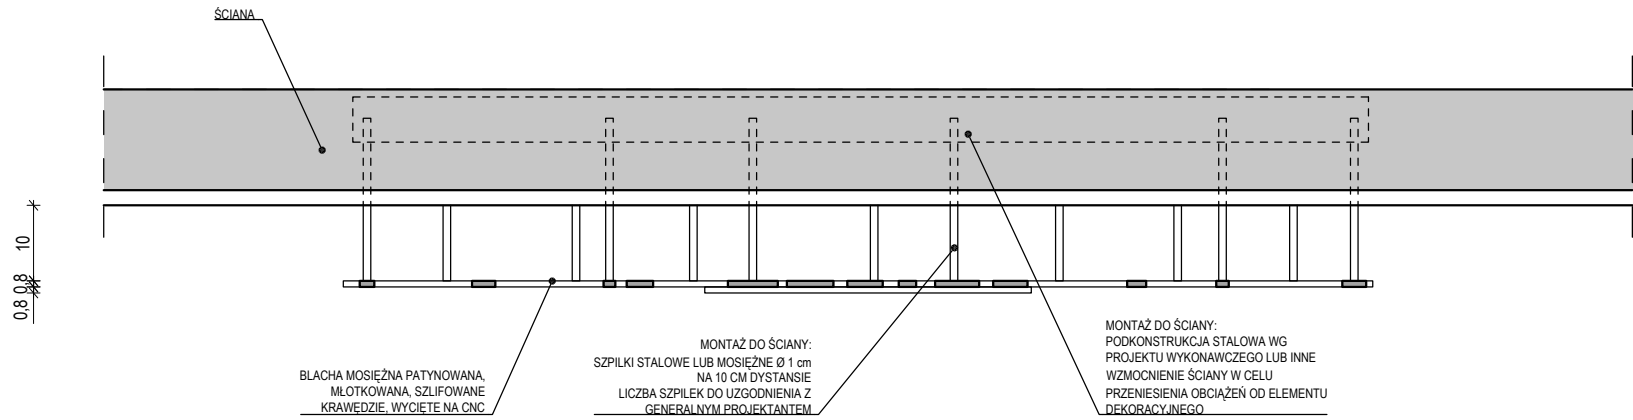 ŚCIANA
10
0,8
0,8
BLACHA MOSIĘŻNA PATYNOWANA,
MŁOTKOWANA, SZLIFOWANE
KRAWĘDZIE, WYCIĘTE NA CNC
MONTAŻ DO ŚCIANY:
SZPILKI STALOWE LUB MOSIĘŻNE Ø 1 cm
NA 10 CM DYSTANSIE
LICZBA SZPILEK DO UZGODNIENIA Z
GENERALNYM PROJEKTANTEM
MONTAŻ DO ŚCIANY:
PODKONSTRUKCJA STALOWA WG
PROJEKTU WYKONAWCZEGO LUB INNE
WZMOCNIENIE ŚCIANY W CELU
PRZENIESIENIA OBCIĄŻEŃ OD ELEMENTU
DEKORACYJNEGO